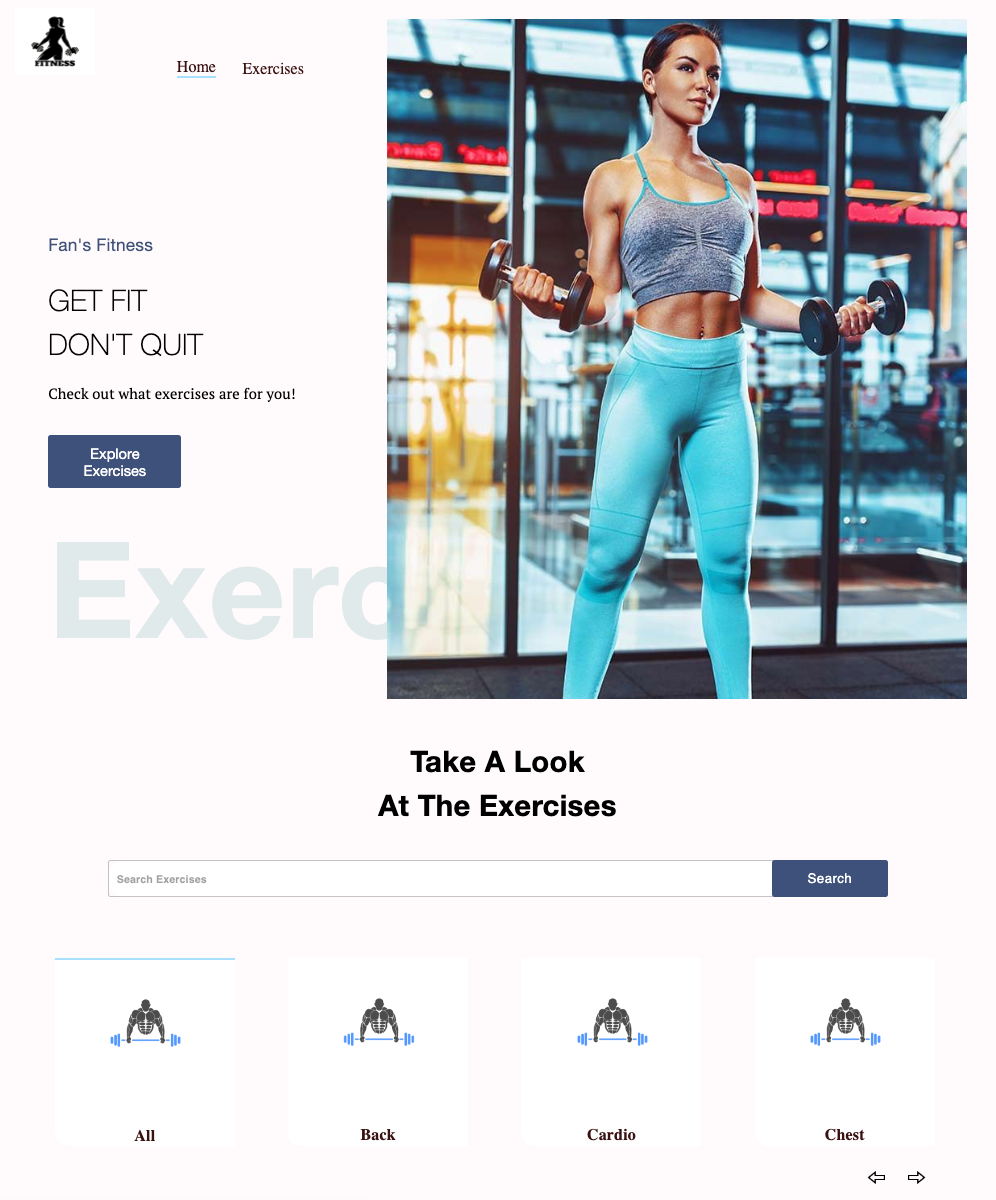 FITNESS
Home
Exercises
Fan's Fitness
GET FIT
DON'T QUIT
Check out what exercises are for you!
Explore
Exercises
Exerc
Take A Look
At The Exercises
Search Exercises
Search
All
Back
Cardio
Chest